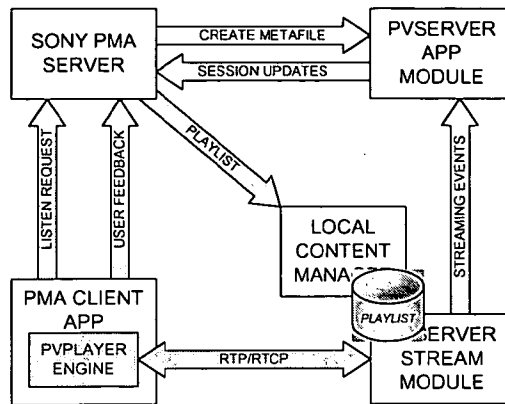 SONY PMA
SERVER
CREATE METAFILE
SESSION UPDATES
PVSERVER
APP
MODULE
PLAYLIST
LISTEN REQUEST
USER FEEDBACK
STREAMING EVENTS
LOCAL
CONTENT
PLAYLIST
PMA CLIENT
APP
PVPLAYER
ENGINE
RTP/RTCP
SERVER
STREAM
MODULE